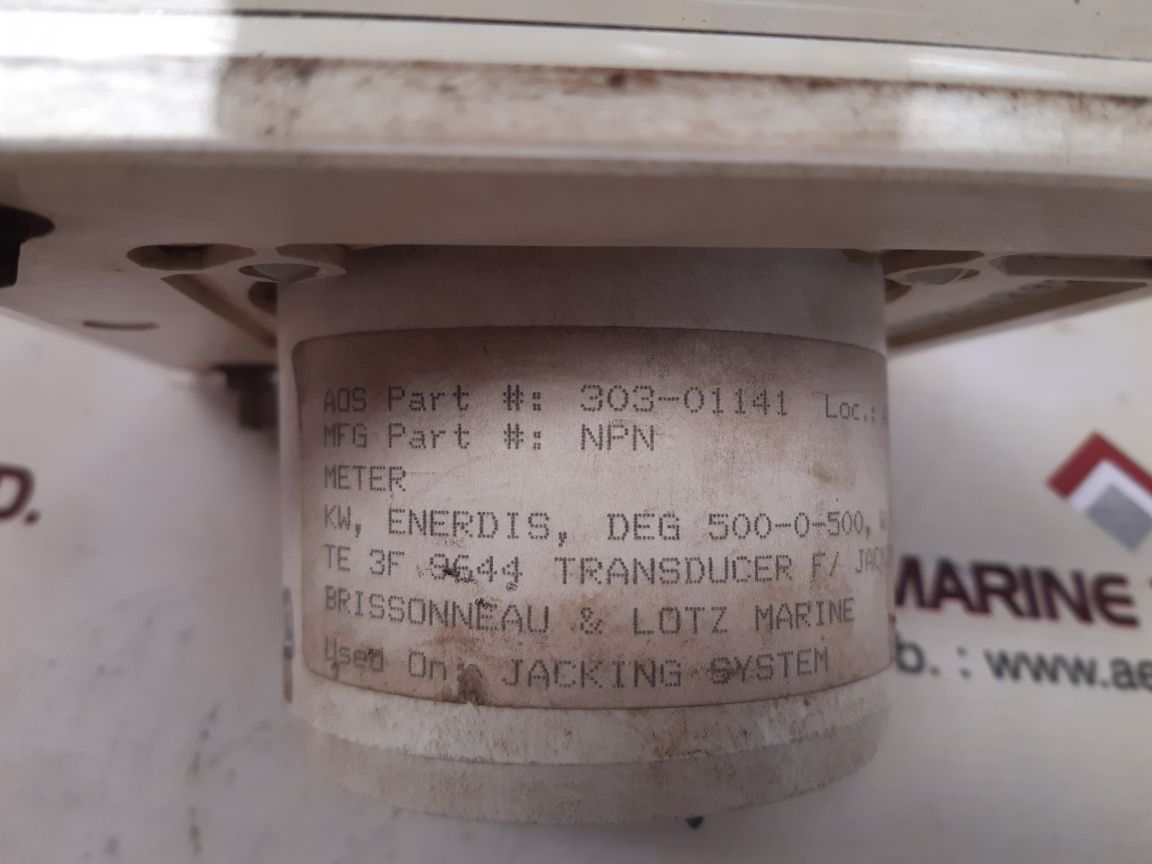 AOS Part #: 303-01141 Loc.:
MFG Part #: NPN
METER
KW, ENERDIS, DEG 500-0-500,
TE 3F 9644 TRANSDUCER F/
BRISSONNEAU & LOTZ MARINE
Used On: JACKING SYSTEM
D.
MARINE
b. : www.ae